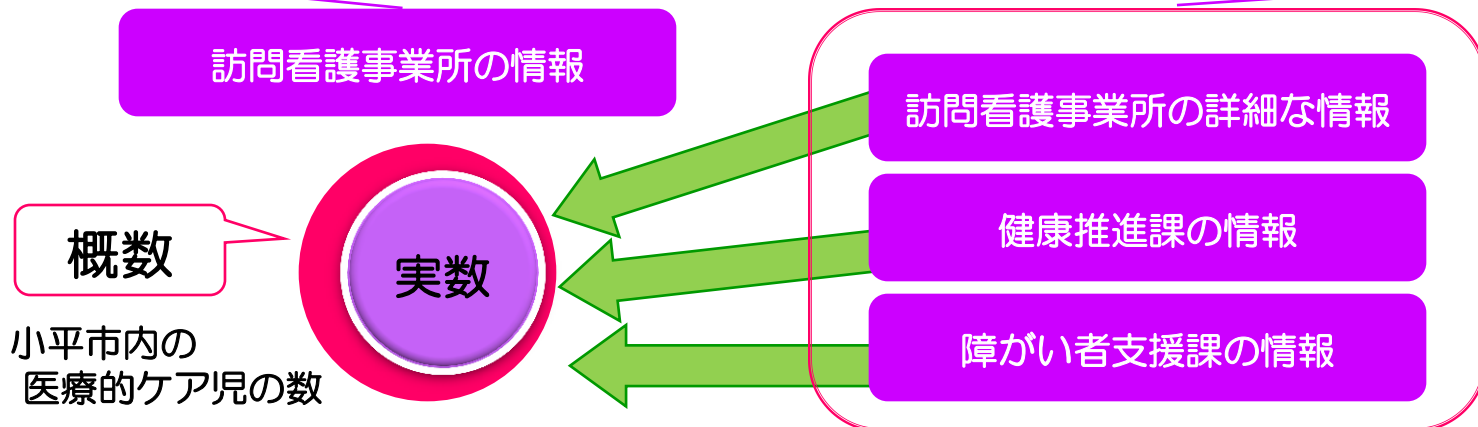 訪問看護事業所の情報
訪問看護事業所の詳細な情報
健康推進課の情報
障がい者支援課の情報
概数
実数
小平市内の
医療的ケア児の数